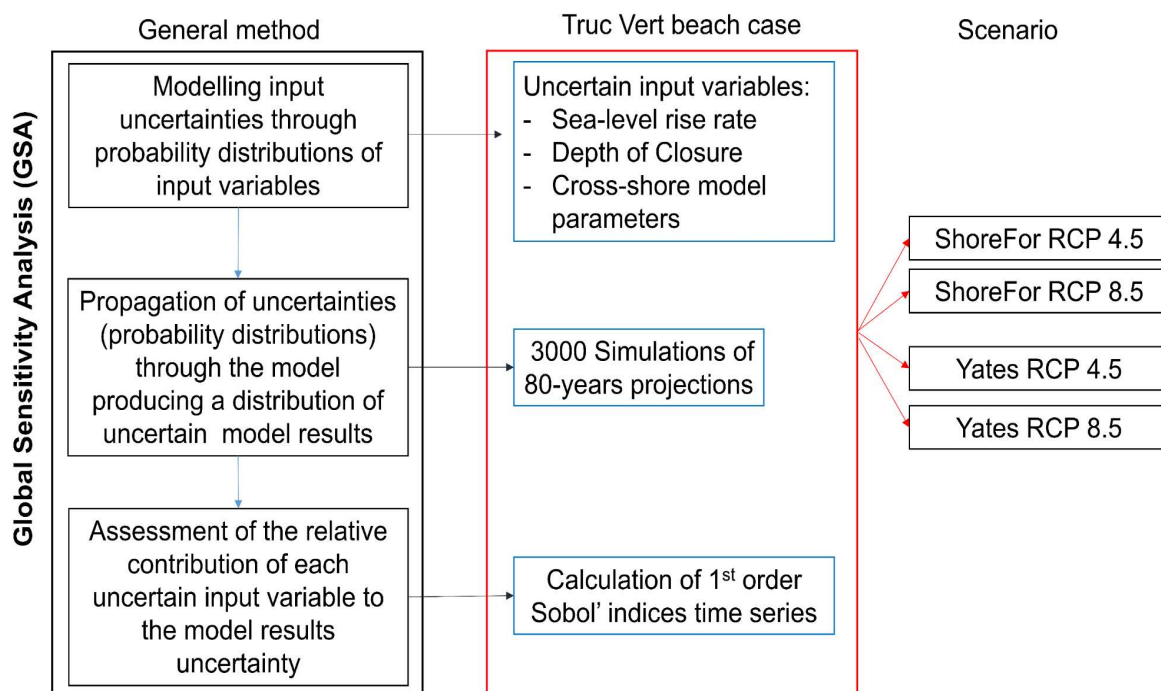 General method
Truc Vert beach case
Scenario
Global Sensitivity Analysis (GSA)
Modelling input
uncertainties through
probability distributions of
input variables
Uncertain input variables:
- Sea-level rise rate
- Depth of Closure
- Cross-shore model
parameters
Propagation of uncertainties
(probability distributions)
through the model
producing a distribution of
uncertain model results
3000 Simulations of
80-years projections
Assessment of the relative
contribution of each
uncertain input variable to
the model results
uncertainty
Calculation of 1st order
Sobol' indices time series
ShoreFor RCP 4.5
ShoreFor RCP 8.5
Yates RCP 4.5
Yates RCP 8.5